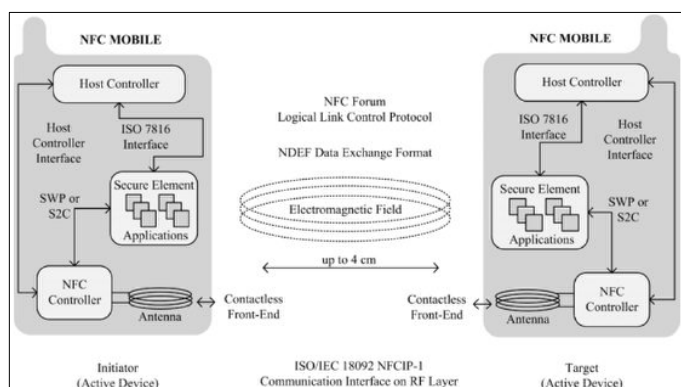 NFC MOBILE
Host Controller
Host
Controller
Interface
ISO 7816
Interface
Secure Element
Applications
SWP or
S2C
NFC
Controller
Antenna
Contactless
Front-End
Initiator
(Active Device)
NFC Forum
Logical Link Control Protocol
NDEF Data Exchange Format
Electromagnetic Field
up to 4 cm
ISO/IEC 18092 NFCIP-1
Communication Interface on RF Layer
NFC MOBILE
Host Controller
ISO 7816
Interface
Host
Controller
Interface
Secure Element
Applications
SWP or
S2C
Contactless
Front-End
Antenna
NFC
Controller
Target
(Active Device)